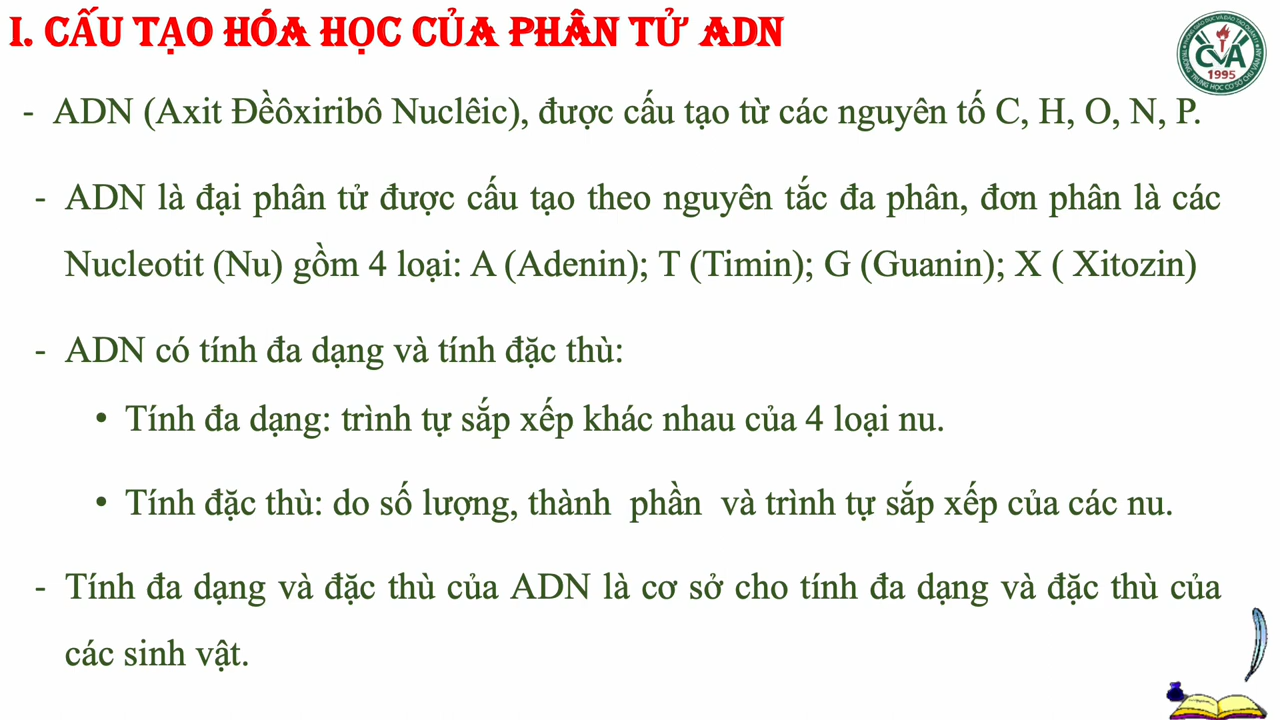 I. CẤU TẠO HÓA HỌC CỦA PHÂN TỬ ADN
CVA
1995
- ADN (Axit Đềôxiribô Nuclêic), được cấu tạo từ các nguyên tố C, H, O, N, P.
- ADN là đại phân tử được cấu tạo theo nguyên tắc đa phân, đơn phân là các
Nucleotit (Nu) gồm 4 loại: A (Adenin); T (Timin); G (Guanin); X ( Xitozin)
- ADN có tính đa dạng và tính đặc thù:
• Tính đa dạng: trình tự sắp xếp khác nhau của 4 loại nu.
• Tính đặc thù: do số lượng, thành phần và trình tự sắp xếp của các nu.
- Tính đa dạng và đặc thù của ADN là cơ sở cho tính đa dạng và đặc thù của
các sinh vật.